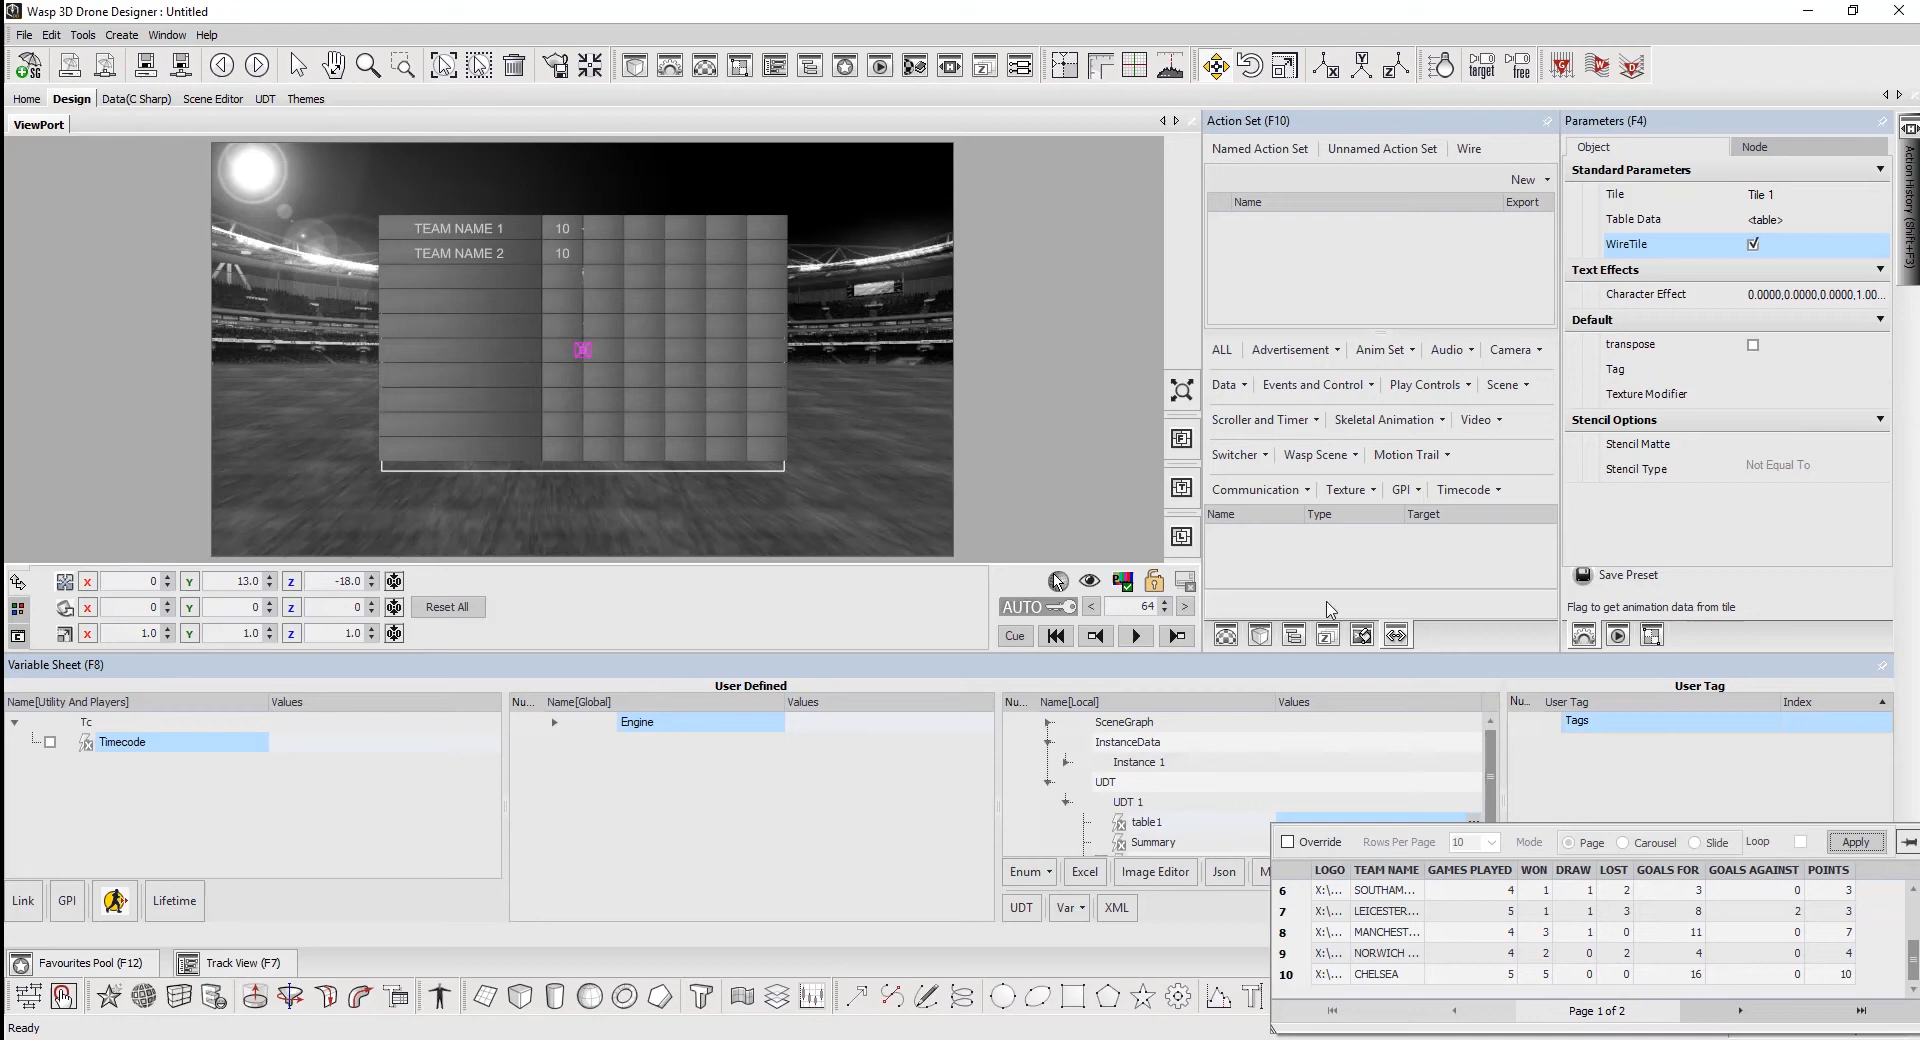 Wasp 3D Drone Designer : Untitled
File Edit Tools Create Window Help
SG
target free
G W
Home Design Data(C Sharp) Scene Editor UDT Themes
ViewPort
TEAM NAME 1 10
TEAM NAME 2 10
F
T
L
X 0 Y 13.0 Z -18.0
X 0 Y 0 Z 0 Reset All
X 1.0 Y 1.0 Z 1.0
AUTO < 64 >
Cue
Action Set (F10)
Named Action Set Unnamed Action Set Wire
New
Name Export
ALL Advertisement Anim Set Audio Camera
Data Events and Control Play Controls Scene
Scroller and Timer Skeletal Animation Video
Switcher Wasp Scene Motion Trail
Communication Texture GPI Timecode
Name Type Target
Parameters (F4)
Object Node
Standard Parameters
Tile Tile 1
Table Data <table>
WireTile
Text Effects
Character Effect 0.0000,0.0000,0.0000,1.00...
Default
transpose
Tag
Texture Modifier
Stencil Options
Stencil Matte
Stencil Type Not Equal To
Save Preset
Flag to get animation data from tile
Action History (Shift+F3)
Variable Sheet (F8)
User Defined User Tag
Name[Utility And Players] Values
Tc
Timecode
Link GPI Lifetime
Nu... Name[Global] Values
Engine
Nu... Name[Local] Values
SceneGraph
InstanceData
Instance 1
UDT
UDT 1
table1
Summary
Enum Excel Image Editor Json M
UDT Var XML
Nu... User Tag Index
Tags
Override Rows Per Page 10 Mode Page Carousel Slide Loop Apply
LOGO TEAM NAME GAMES PLAYED WON DRAW LOST GOALS FOR GOALS AGAINST POINTS
6 X:\... SOUTHAM... 4 1 1 2 3 0 3
7 X:\... LEICESTER... 5 1 1 3 8 2 3
8 X:\... MANCHEST... 4 3 1 0 11 0 7
9 X:\... NORWICH ... 4 2 0 2 4 0 4
10 X:\... CHELSEA 5 5 0 0 16 0 10
Page 1 of 2
Favourites Pool (F12) Track View (F7)
Ready